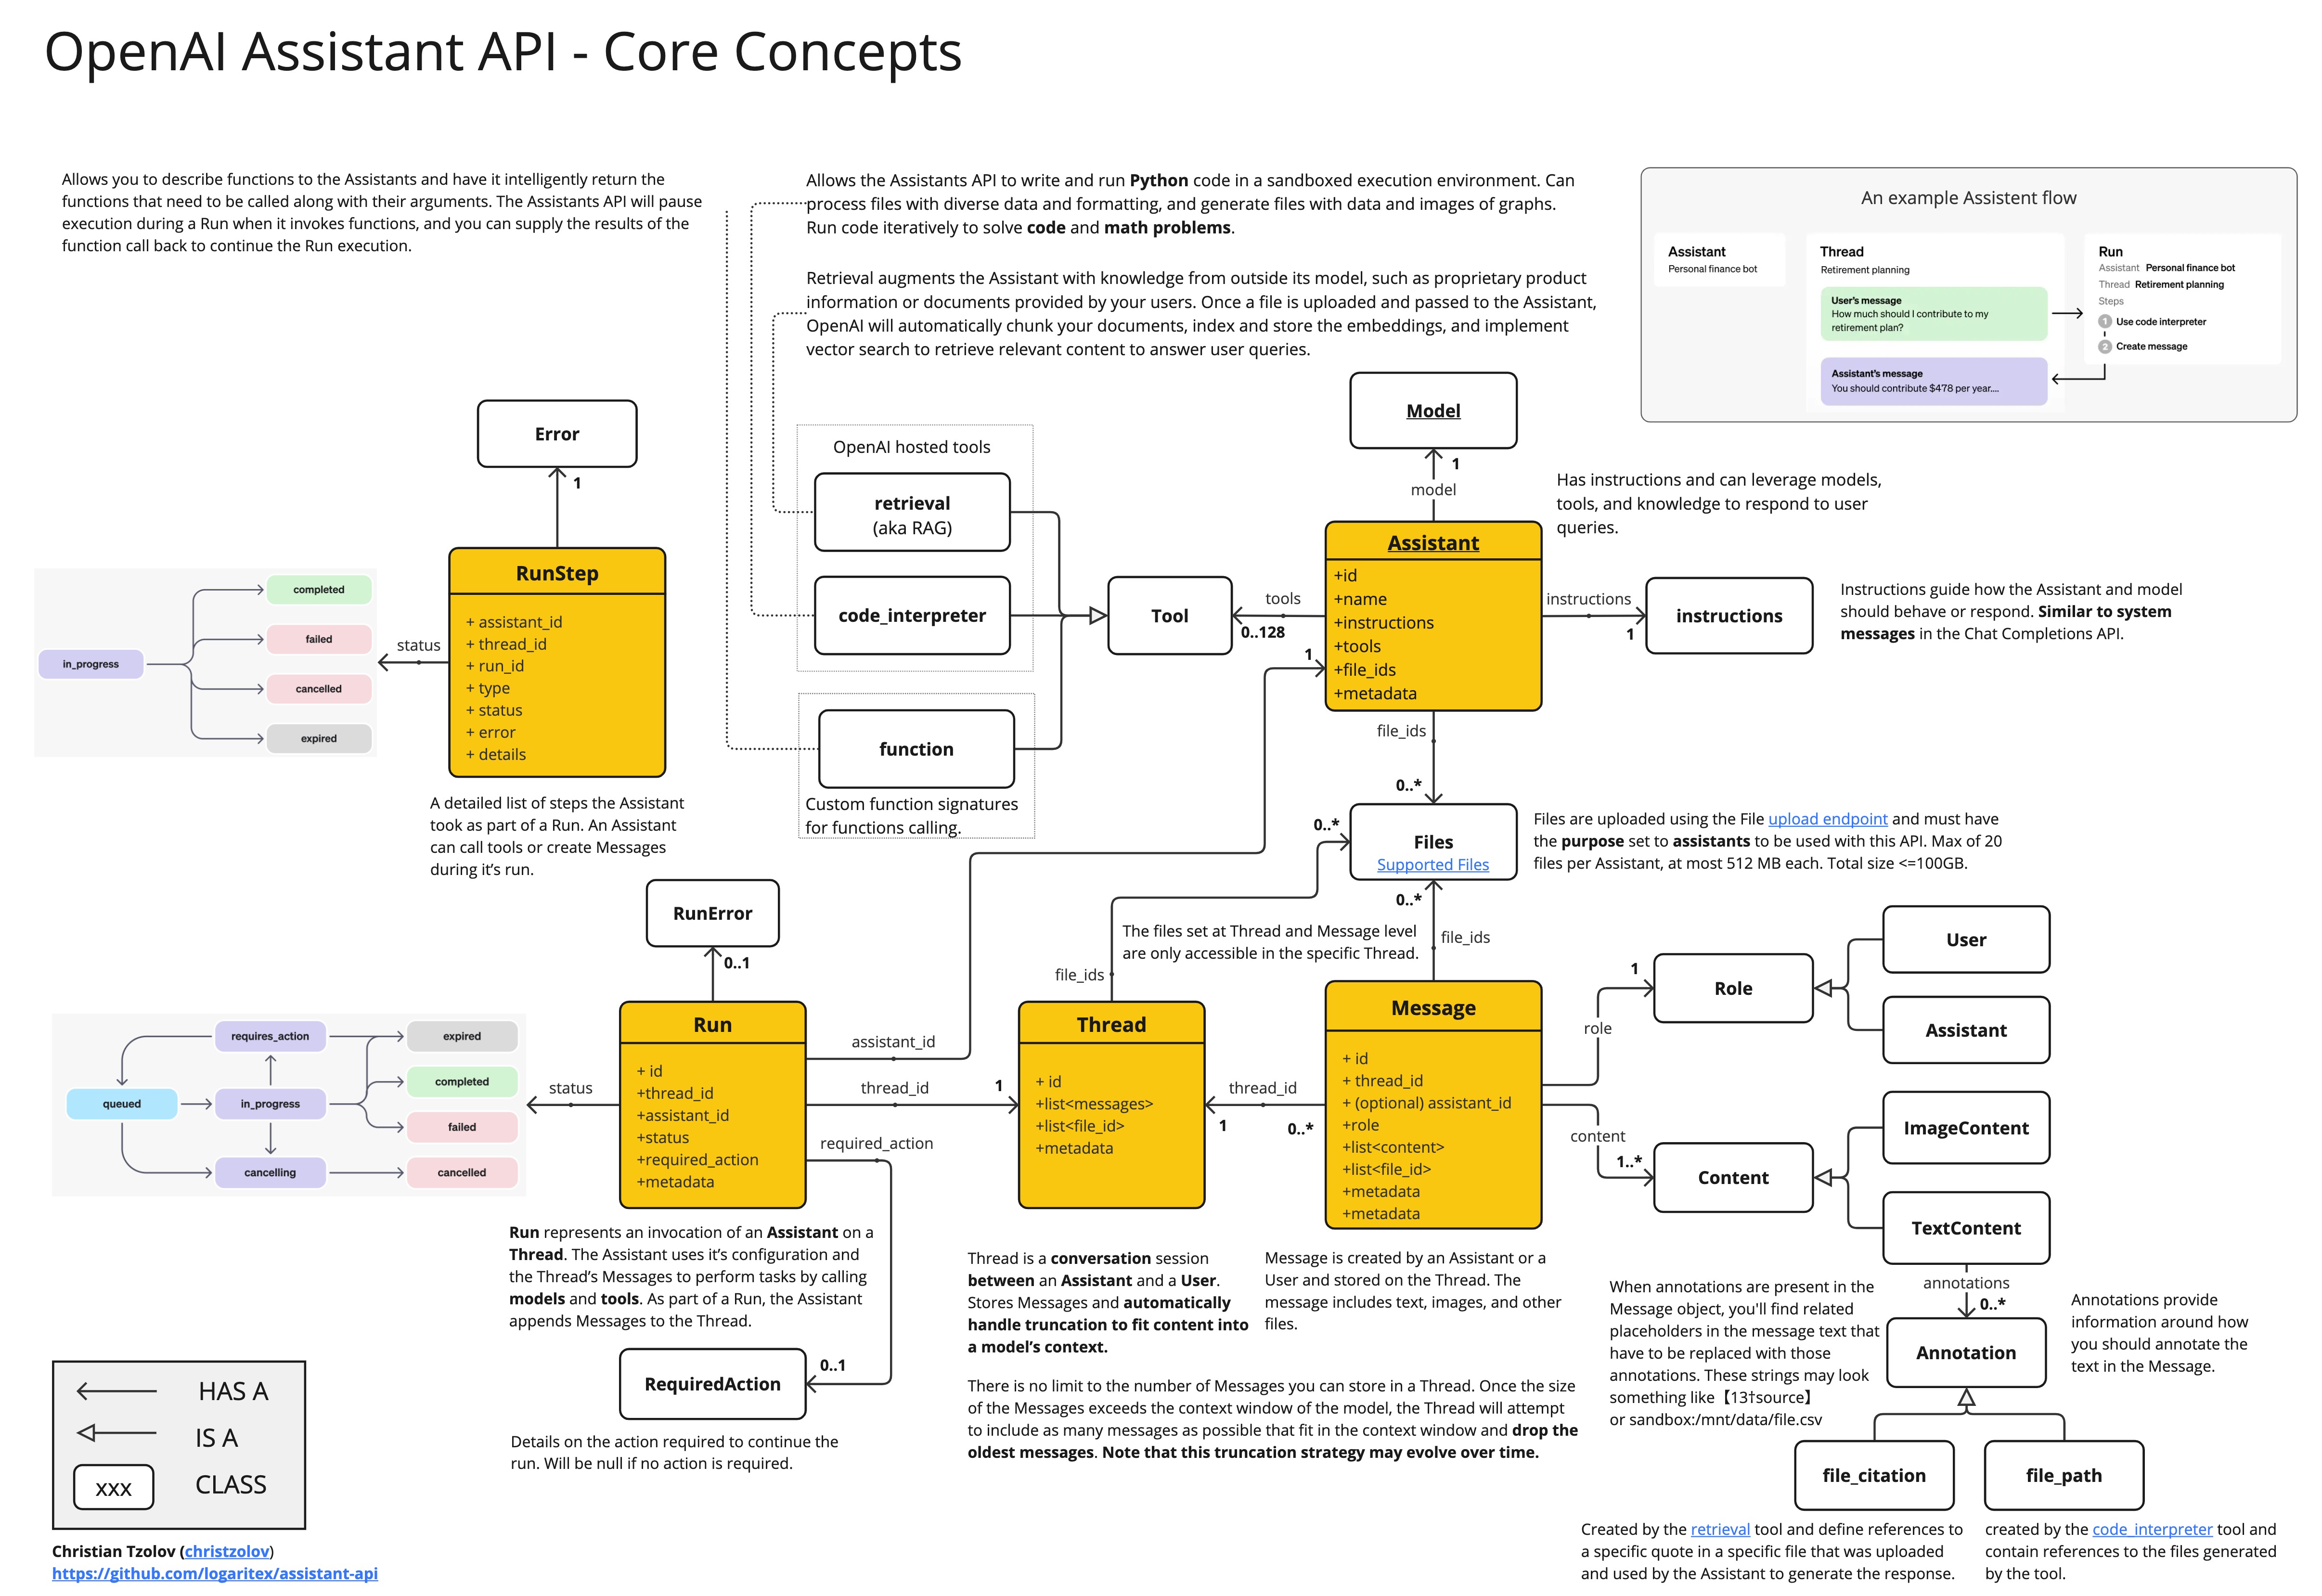 OpenAI Assistant API - Core Concepts
Allows you to describe functions to the Assistants and have it intelligently return the
functions that need to be called along with their arguments. The Assistants API will pause
execution during a Run when it invokes functions, and you can supply the results of the
function call back to continue the Run execution.
Allows the Assistants API to write and run Python code in a sandboxed execution environment. Can
process files with diverse data and formatting, and generate files with data and images of graphs.
Run code iteratively to solve code and math problems.
Retrieval augments the Assistant with knowledge from outside its model, such as proprietary product
information or documents provided by your users. Once a file is uploaded and passed to the Assistant,
OpenAI will automatically chunk your documents, index and store the embeddings, and implement
vector search to retrieve relevant content to answer user queries.
An example Assistent flow
Assistant
Personal finance bot
Thread
Retirement planning
User's message
How much should I contribute to my
retirement plan?
Assistant's message
You should contribute $478 per year....
Run
Assistant Personal finance bot
Thread Retirement planning
Steps
1 Use code interpreter
2 Create message
Error
1
RunStep
+ assistant_id
+ thread_id
+ run_id
+ type
+ status
+ error
+ details
status
in_progress
completed
failed
cancelled
expired
A detailed list of steps the Assistant
took as part of a Run. An Assistant
can call tools or create Messages
during it's run.
OpenAI hosted tools
retrieval
(aka RAG)
code_interpreter
function
Custom function signatures
for functions calling.
Tool
tools
0..128
Model
1
model
Assistant
+id
+name
+instructions
+tools
+file_ids
+metadata
1
Has instructions and can leverage models,
tools, and knowledge to respond to user
queries.
instructions
1
instructions
Instructions guide how the Assistant and model
should behave or respond. Similar to system
messages in the Chat Completions API.
file_ids
0..*
0..*
Files
Supported Files
0..*
Files are uploaded using the File upload endpoint and must have
the purpose set to assistants to be used with this API. Max of 20
files per Assistant, at most 512 MB each. Total size <=100GB.
The files set at Thread and Message level
are only accessible in the specific Thread.
file_ids
file_ids
RunError
0..1
Run
+ id
+thread_id
+assistant_id
+status
+required_action
+metadata
status
requires_action
expired
completed
queued
in_progress
failed
cancelling
cancelled
assistant_id
thread_id
1
required_action
Run represents an invocation of an Assistant on a
Thread. The Assistant uses it's configuration and
the Thread's Messages to perform tasks by calling
models and tools. As part of a Run, the Assistant
appends Messages to the Thread.
RequiredAction
0..1
Details on the action required to continue the
run. Will be null if no action is required.
Thread
+ id
+list<messages>
+list<file_id>
+metadata
thread_id
1
0..*
Thread is a conversation session
between an Assistant and a User.
Stores Messages and automatically
handle truncation to fit content into
a model's context.
There is no limit to the number of Messages you can store in a Thread. Once the size
of the Messages exceeds the context window of the model, the Thread will attempt
to include as many messages as possible that fit in the context window and drop the
oldest messages. Note that this truncation strategy may evolve over time.
Message
+ id
+ thread_id
+ (optional) assistant_id
+role
+list<content>
+list<file_id>
+metadata
+metadata
Message is created by an Assistant or a
User and stored on the Thread. The
message includes text, images, and other
files.
role
1
Role
User
Assistant
content
1..*
Content
ImageContent
TextContent
annotations
0..*
When annotations are present in the
Message object, you'll find related
placeholders in the message text that
have to be replaced with those
annotations. These strings may look
something like【13†source】
or sandbox:/mnt/data/file.csv
Annotation
Annotations provide
information around how
you should annotate the
text in the Message.
file_citation
file_path
Created by the retrieval tool and define references to
a specific quote in a specific file that was uploaded
and used by the Assistant to generate the response.
created by the code_interpreter tool and
contain references to the files generated
by the tool.
HAS A
IS A
xxx
CLASS
Christian Tzolov (christzolov)
https://github.com/logaritex/assistant-api